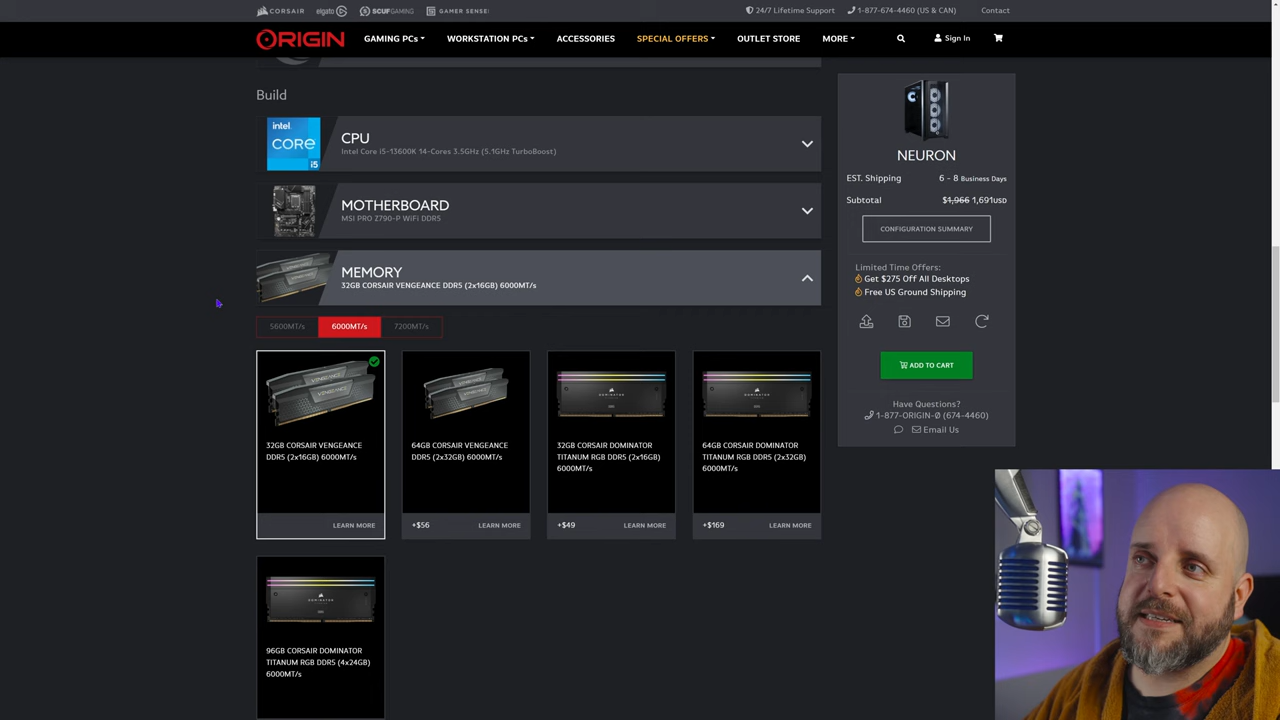 CORSAIR
elgato
SCUFGAMING
GAMER SENSEI
24/7 Lifetime Support
1-877-674-4460 (US & CAN)
Contact
ORIGIN
GAMING PCs
WORKSTATION PCs
ACCESSORIES
SPECIAL OFFERS
OUTLET STORE
MORE
Sign In
Build
intel
CORE
i5
CPU
Intel Core i5-13600K 14-Cores 3.5GHz (5.1GHz TurboBoost)
MOTHERBOARD
MSI PRO Z790-P WiFi DDR5
MEMORY
32GB CORSAIR VENGEANCE DDR5 (2x16GB) 6000MT/s
5600MT/s
6000MT/s
7200MT/s
VENGEANCE
32GB CORSAIR VENGEANCE
DDR5 (2x16GB) 6000MT/s
LEARN MORE
64GB CORSAIR VENGEANCE
DDR5 (2x32GB) 6000MT/s
+$56
LEARN MORE
32GB CORSAIR DOMINATOR
TITANUM RGB DDR5 (2x16GB)
6000MT/s
+$49
LEARN MORE
64GB CORSAIR DOMINATOR
TITANUM RGB DDR5 (2x32GB)
6000MT/s
+$169
LEARN MORE
96GB CORSAIR DOMINATOR
TITANUM RGB DDR5 (4x24GB)
6000MT/s
NEURON
EST. Shipping
6 - 8 Business Days
Subtotal
$1,966 1,691USD
CONFIGURATION SUMMARY
Limited Time Offers:
Get $275 Off All Desktops
Free US Ground Shipping
ADD TO CART
Have Questions?
1-877-ORIGIN-0 (674-4460)
Email Us